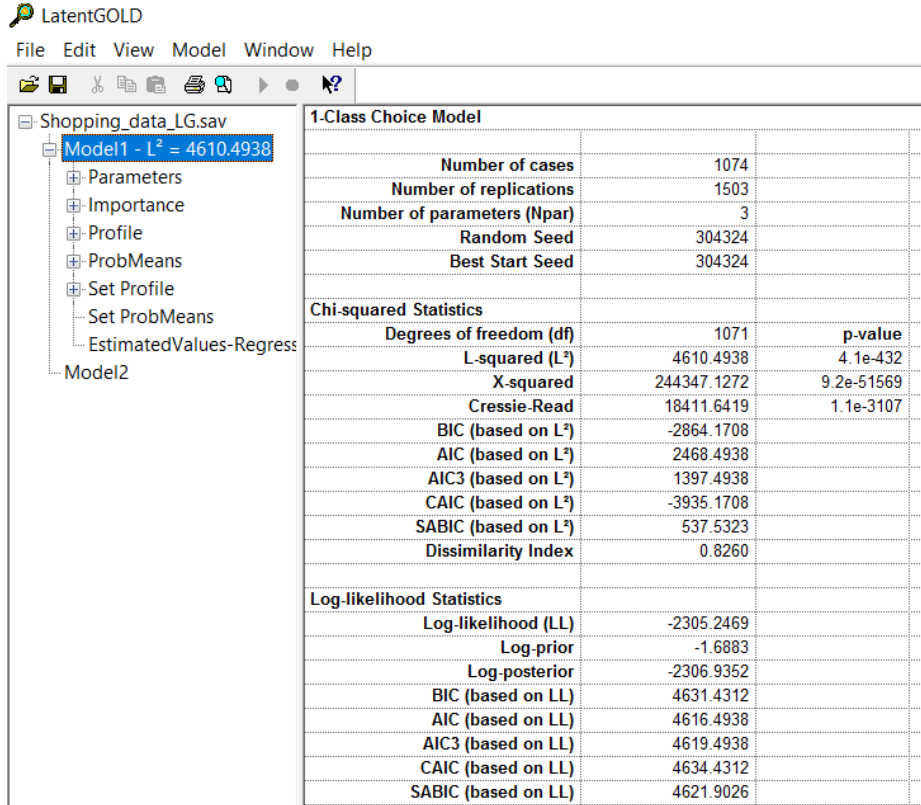 LatentGOLD
File Edit View Model Window Help
Shopping_data_LG.sav
Model1 - L² = 4610.4938
Parameters
Importance
Profile
ProbMeans
Set Profile
Set ProbMeans
EstimatedValues-Regress
Model2
1-Class Choice Model
Number of cases 1074
Number of replications 1503
Number of parameters (Npar) 3
Random Seed 304324
Best Start Seed 304324
Chi-squared Statistics
Degrees of freedom (df) 1071 p-value
L-squared (L²) 4610.4938 4.1e-432
X-squared 244347.1272 9.2e-51569
Cressie-Read 18411.6419 1.1e-3107
BIC (based on L²) -2864.1708
AIC (based on L²) 2468.4938
AIC3 (based on L²) 1397.4938
CAIC (based on L²) -3935.1708
SABIC (based on L²) 537.5323
Dissimilarity Index 0.8260
Log-likelihood Statistics
Log-likelihood (LL) -2305.2469
Log-prior -1.6883
Log-posterior -2306.9352
BIC (based on LL) 4631.4312
AIC (based on LL) 4616.4938
AIC3 (based on LL) 4619.4938
CAIC (based on LL) 4634.4312
SABIC (based on LL) 4621.9026